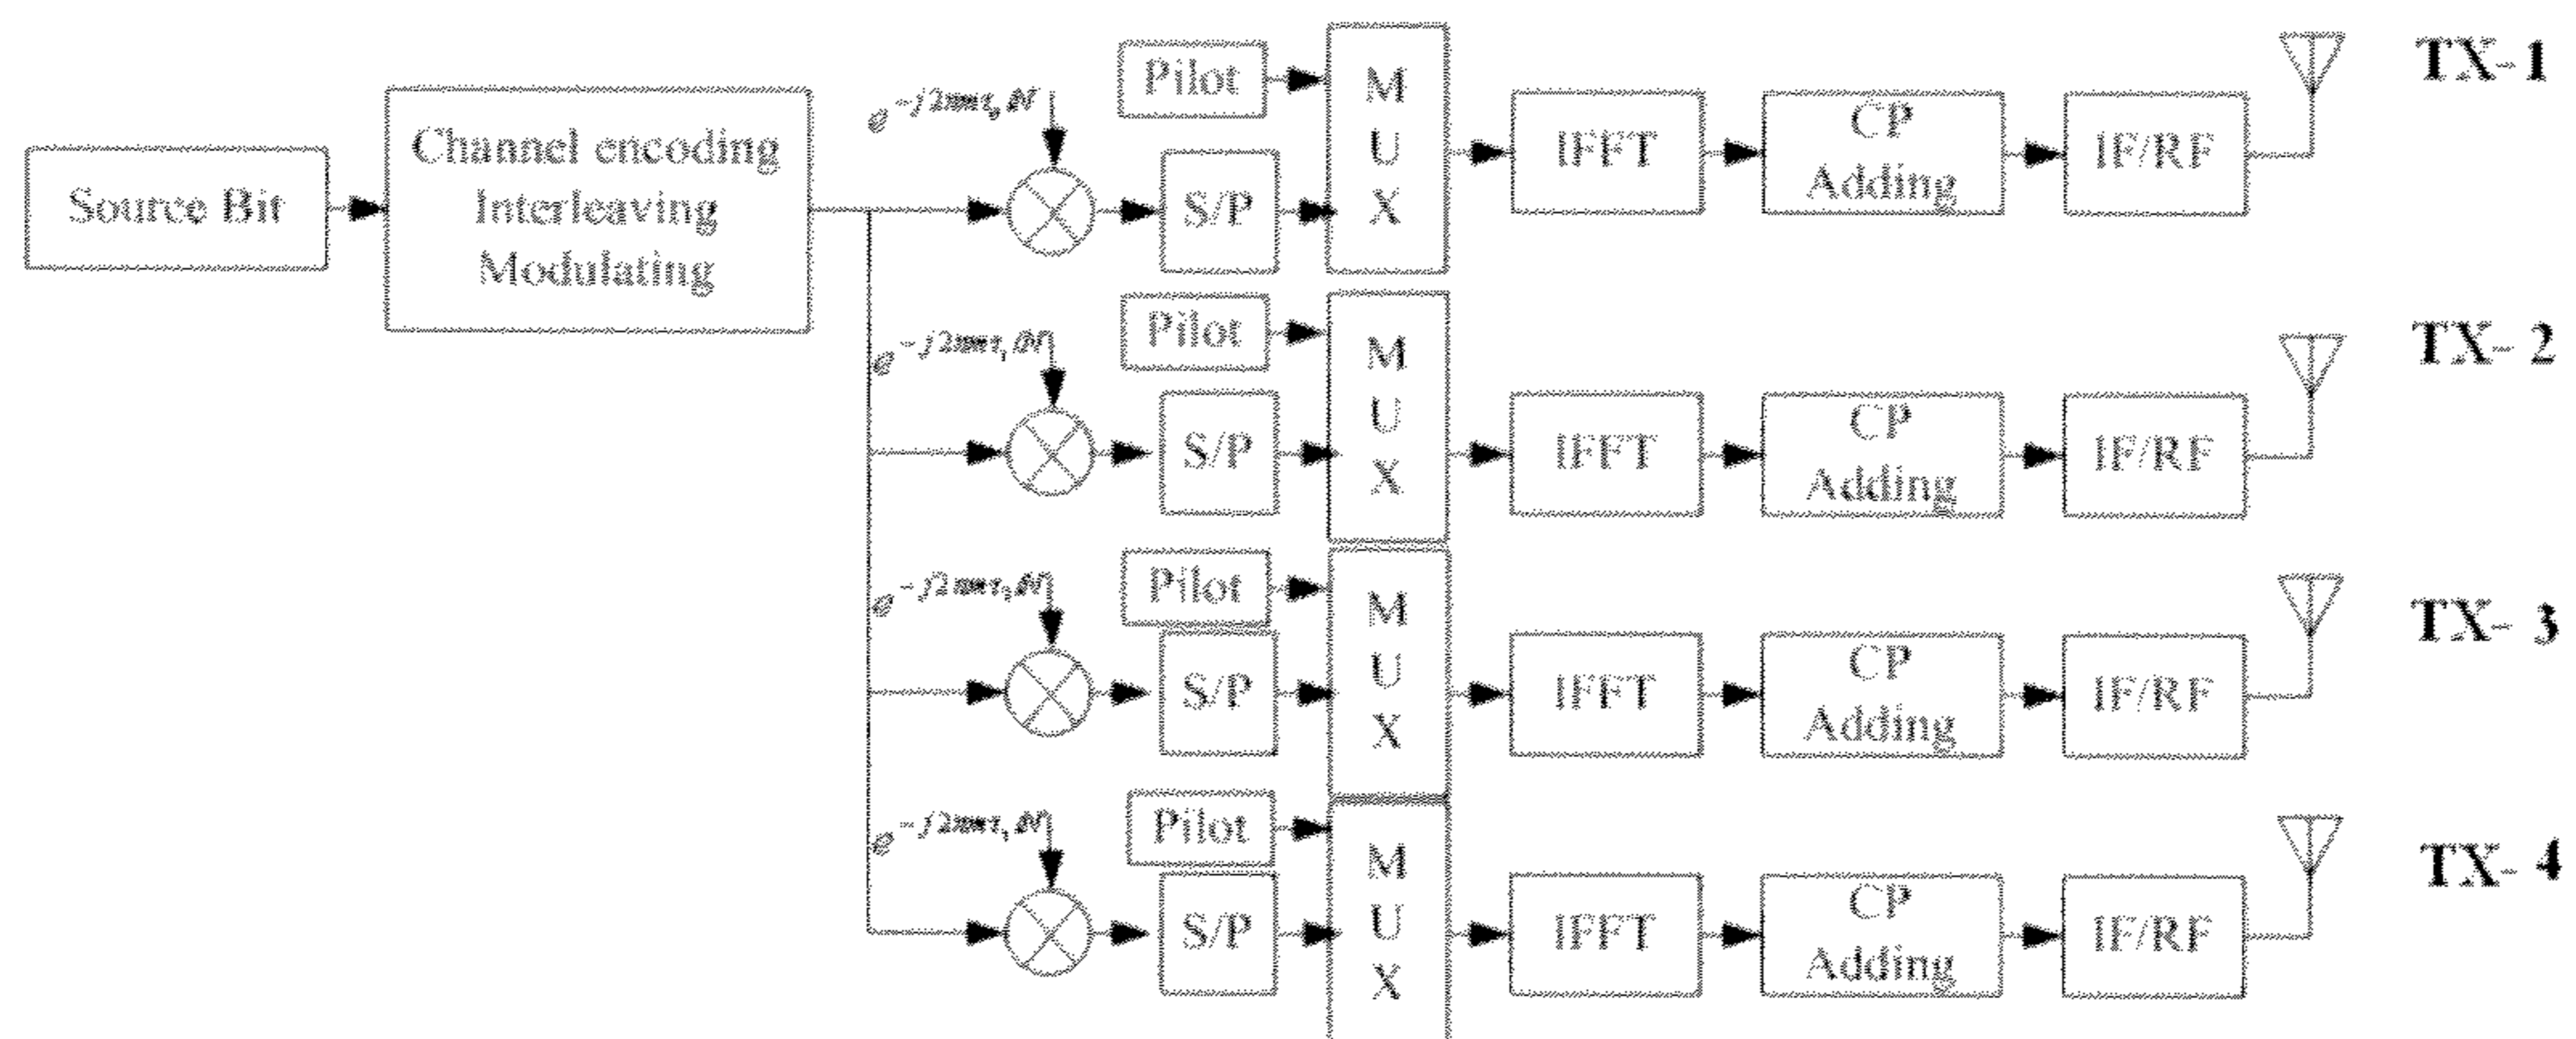 Source Bit
Channel encoding
Interleaving
Modulating
Pilot
S/P
M
U
X
IFFT
CP
Adding
IF/RF
TX-1
Pilot
S/P
M
U
X
IFFT
CP
Adding
IF/RF
TX-2
Pilot
S/P
M
U
X
IFFT
CP
Adding
IF/RF
TX-3
Pilot
S/P
M
U
X
IFFT
CP
Adding
IF/RF
TX-4